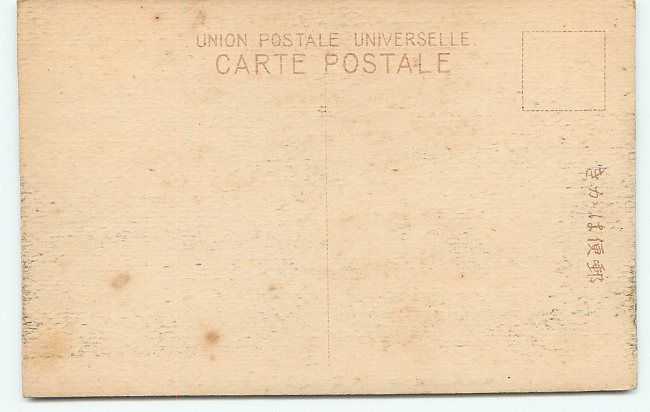 UNION POSTALE UNIVERSELLE.
CARTE POSTALE
きかは便郵